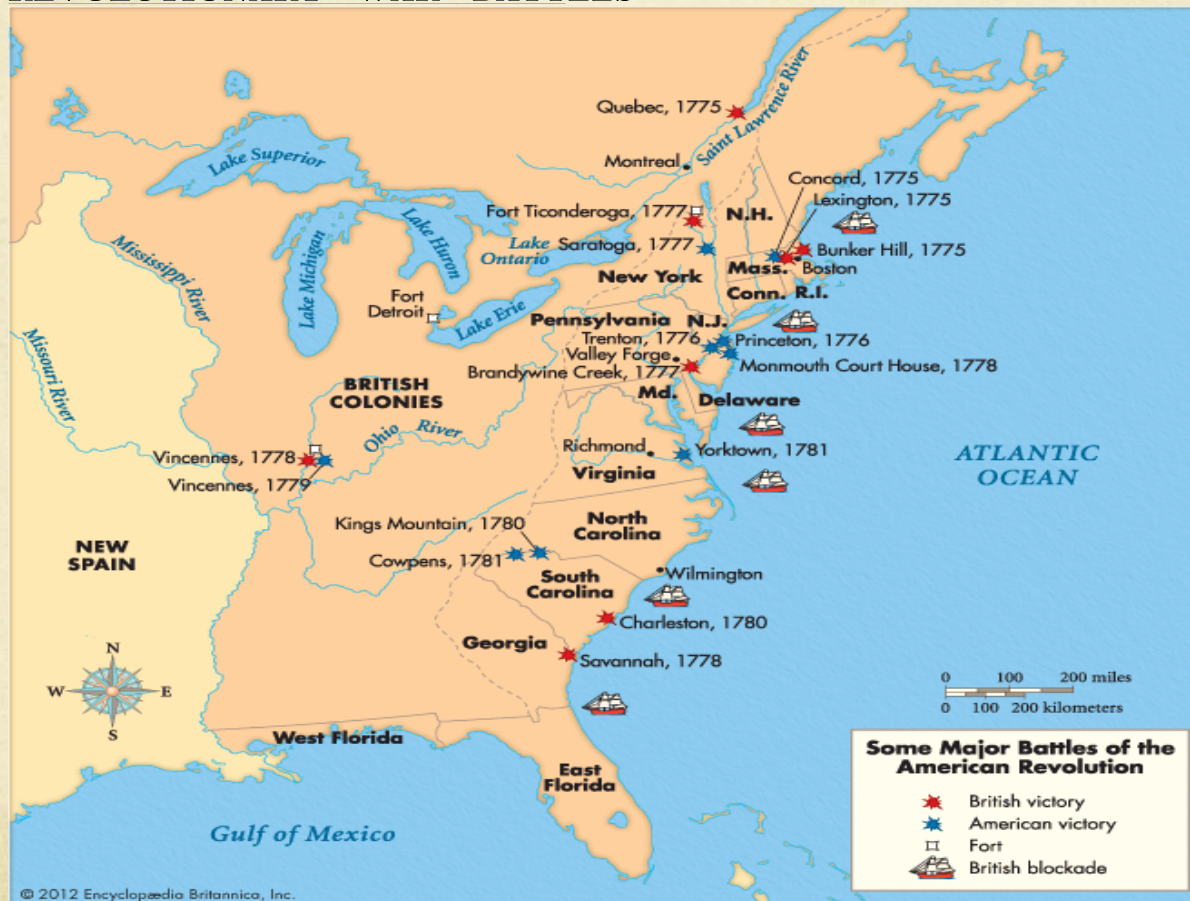 Quebec, 1775
Saint Lawrence River
Montreal
Lake Superior
Concord, 1775
Lexington, 1775
Fort Ticonderoga, 1777
N.H.
Lake Huron
Lake Michigan
Lake
Ontario
Saratoga, 1777
Bunker Hill, 1775
Mississippi River
New York
Mass.
Boston
Conn.
R.I.
Fort
Detroit
Lake Erie
Pennsylvania
N.J.
Missouri River
Trenton, 1776
Princeton, 1776
Valley Forge
Monmouth Court House, 1778
Brandywine Creek, 1777
BRITISH
COLONIES
Md.
Delaware
Ohio River
Richmond
Yorktown, 1781
ATLANTIC
OCEAN
Vincennes, 1778
Virginia
Vincennes, 1779
Kings Mountain, 1780
North
Carolina
NEW
SPAIN
Cowpens, 1781
South
Carolina
Wilmington
Charleston, 1780
Georgia
Savannah, 1778
N
W
E
S
0 100 200 miles
0 100 200 kilometers
West Florida
East
Florida
Gulf of Mexico
Some Major Battles of the
American Revolution
British victory
American victory
Fort
British blockade
© 2012 Encyclopædia Britannica, Inc.